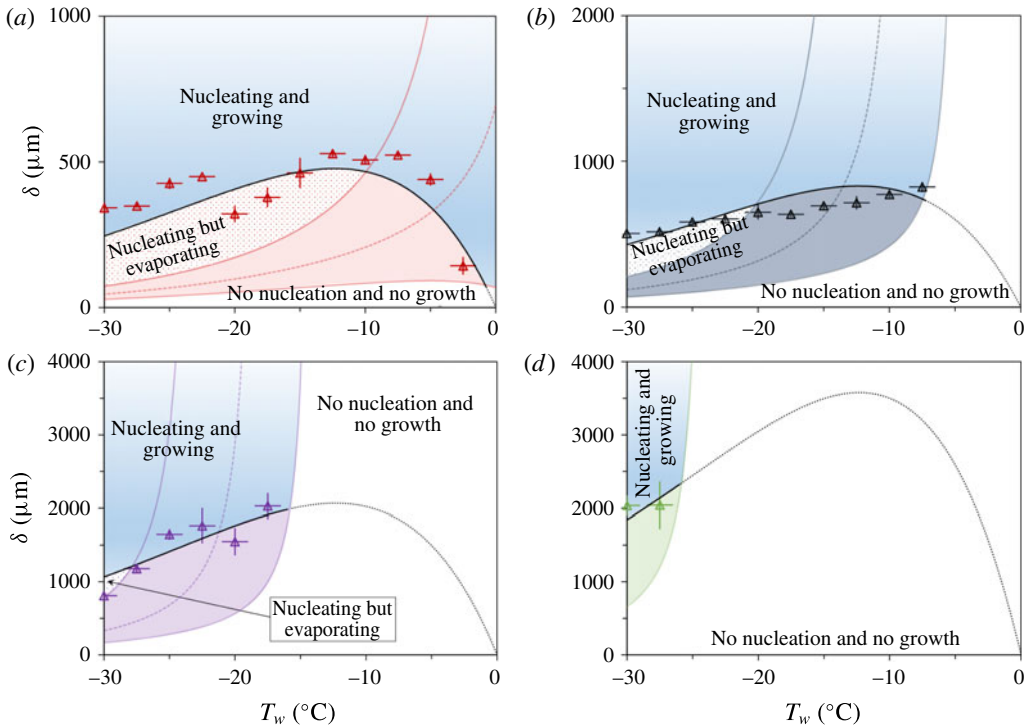 (a)
1000
500
0
δ (μm)
Nucleating and
growing
Nucleating but
evaporating
No nucleation and no growth
−30
−20
−10
0
(b)
2000
1000
0
Nucleating and
growing
Nucleating but
evaporating
No nucleation and no growth
−30
−20
−10
0
(c)
4000
3000
2000
1000
0
δ (μm)
Nucleating and
growing
No nucleation and
no growth
Nucleating but
evaporating
−30
−20
−10
0
Tw (°C)
(d)
4000
3000
2000
1000
0
Nucleating and
growing
No nucleation and no growth
−30
−20
−10
0
Tw (°C)